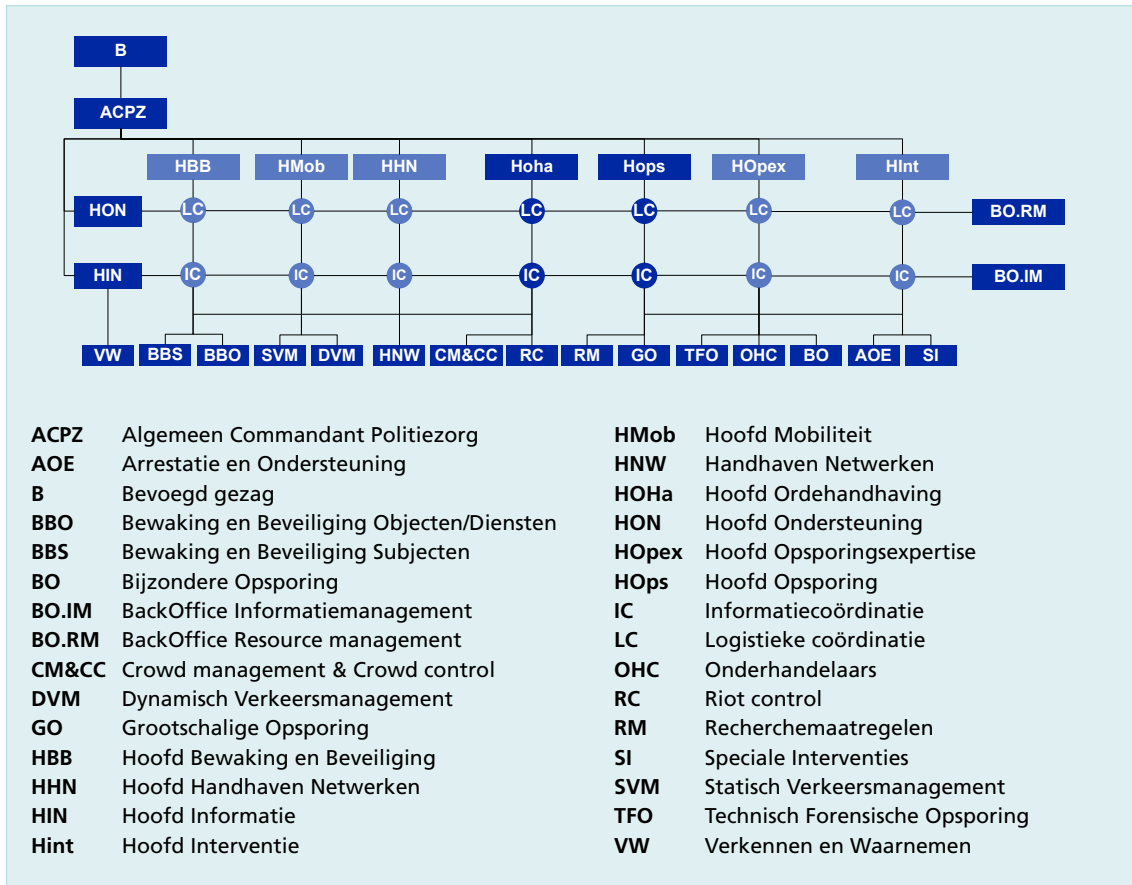 B
ACPZ
HBB HMob HHN Hoha Hops HOpex HInt
HON LC LC LC LC LC LC LC BO.RM
HIN IC IC IC IC IC IC IC BO.IM
VW BBS BBO SVM DVM HNW CM&CC RC RM GO TFO OHC BO AOE SI
ACPZ Algemeen Commandant Politiezorg
AOE Arrestatie en Ondersteuning
B Bevoegd gezag
BBO Bewaking en Beveiliging Objecten/Diensten
BBS Bewaking en Beveiliging Subjecten
BO Bijzondere Opsporing
BO.IM BackOffice Informatiemanagement
BO.RM BackOffice Resource management
CM&CC Crowd management & Crowd control
DVM Dynamisch Verkeersmanagement
GO Grootschalige Opsporing
HBB Hoofd Bewaking en Beveiliging
HHN Hoofd Handhaven Netwerken
HIN Hoofd Informatie
Hint Hoofd Interventie
HMob Hoofd Mobiliteit
HNW Handhaven Netwerken
HOHa Hoofd Ordehandhaving
HON Hoofd Ondersteuning
HOpex Hoofd Opsporingsexpertise
HOps Hoofd Opsporing
IC Informatiecoördinatie
LC Logistieke coördinatie
OHC Onderhandelaars
RC Riot control
RM Recherchemaatregelen
SI Speciale Interventies
SVM Statisch Verkeersmanagement
TFO Technisch Forensische Opsporing
VW Verkennen en Waarnemen